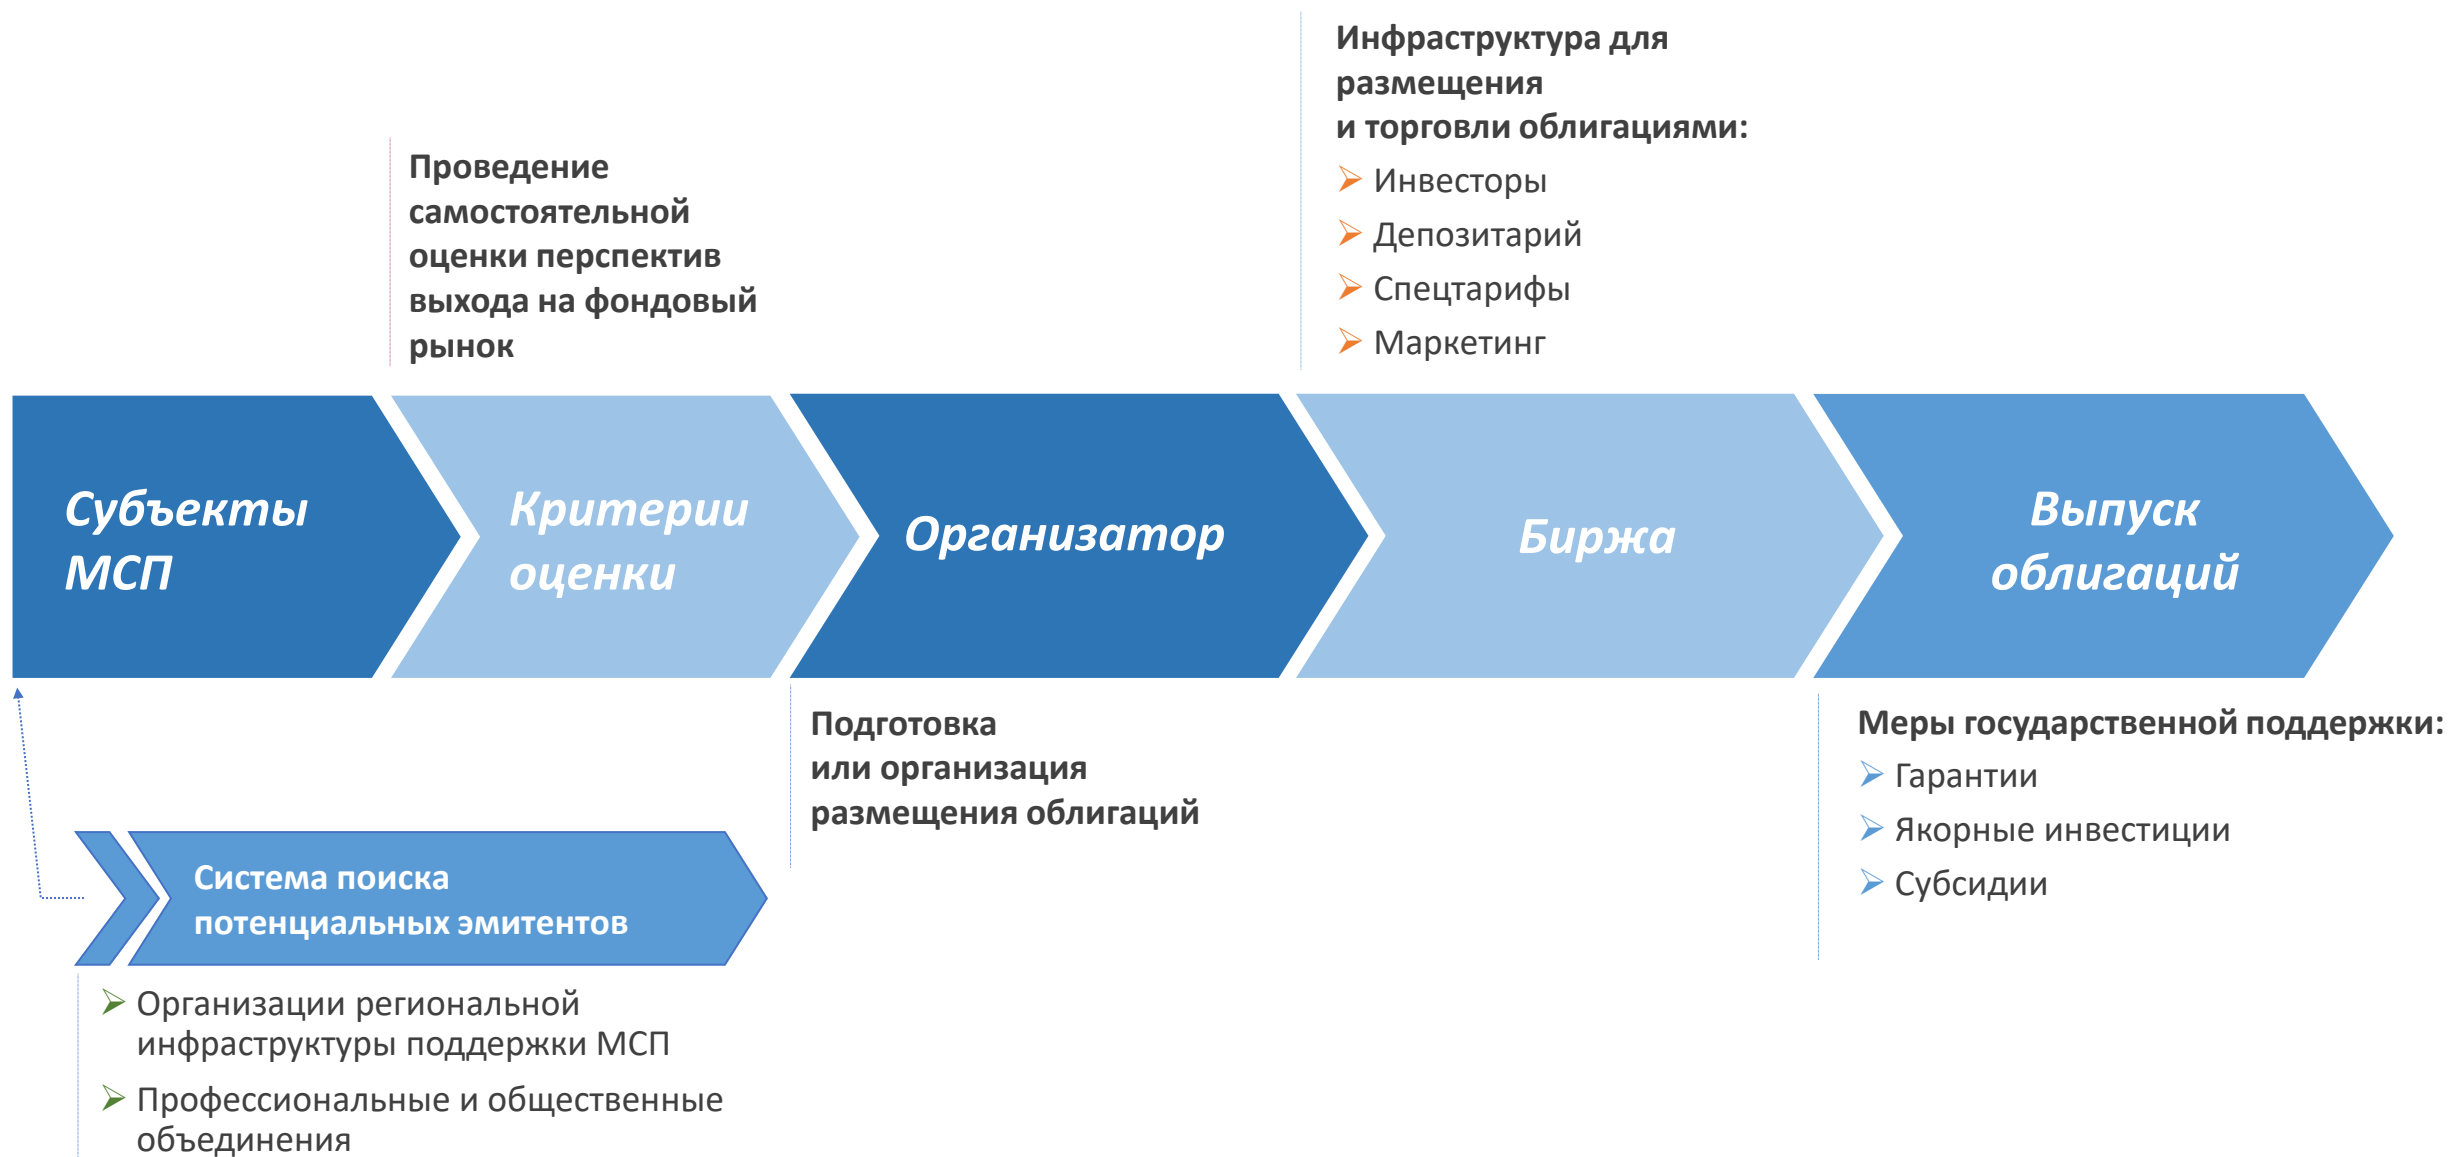 Инфраструктура для
размещения
и торговли облигациями:
Инвесторы
Депозитарий
Спецтарифы
Маркетинг
Проведение
самостоятельной
оценки перспектив
выхода на фондовый
рынок
Субъекты
МСП
Критерии
оценки
Организатор
Биржа
Выпуск
облигаций
Подготовка
или организация
размещения облигаций
Меры государственной поддержки:
Гарантии
Якорные инвестиции
Субсидии
Система поиска
потенциальных эмитентов
Организации региональной
инфраструктуры поддержки МСП
Профессиональные и общественные
объединения